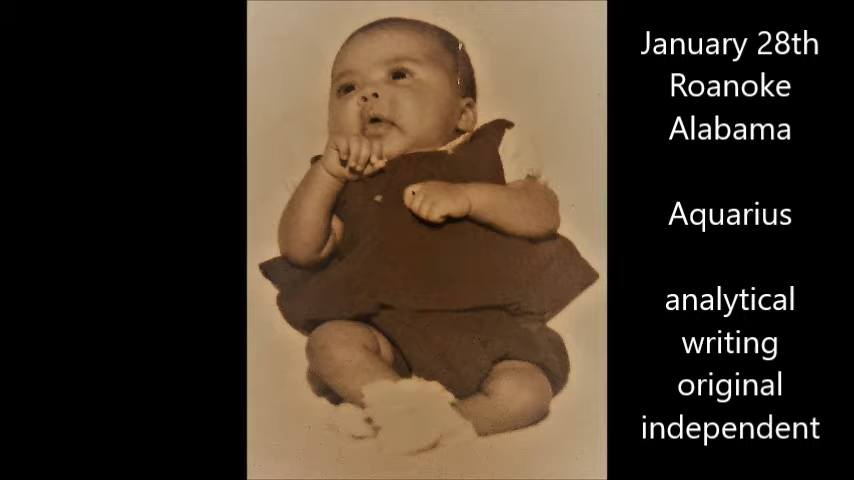 January 28th
Roanoke
Alabama
Aquarius
analytical
writing
original
independent